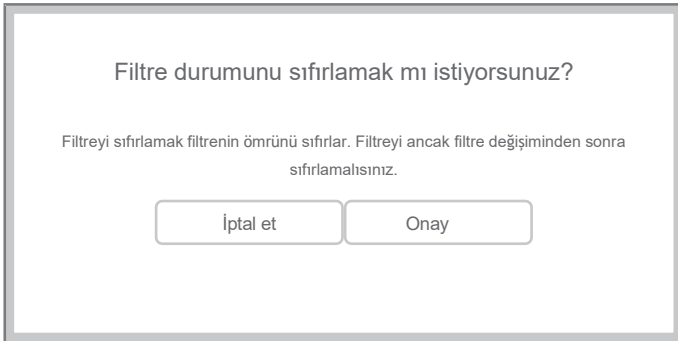 Filtre durumunu sıfırlamak mı istiyorsunuz?
Filtreyi sıfırlamak filtrenin ömrünü sıfırlar. Filtreyi ancak filtre değişiminden sonra
sıfırlamalısınız.
İptal et
Onay